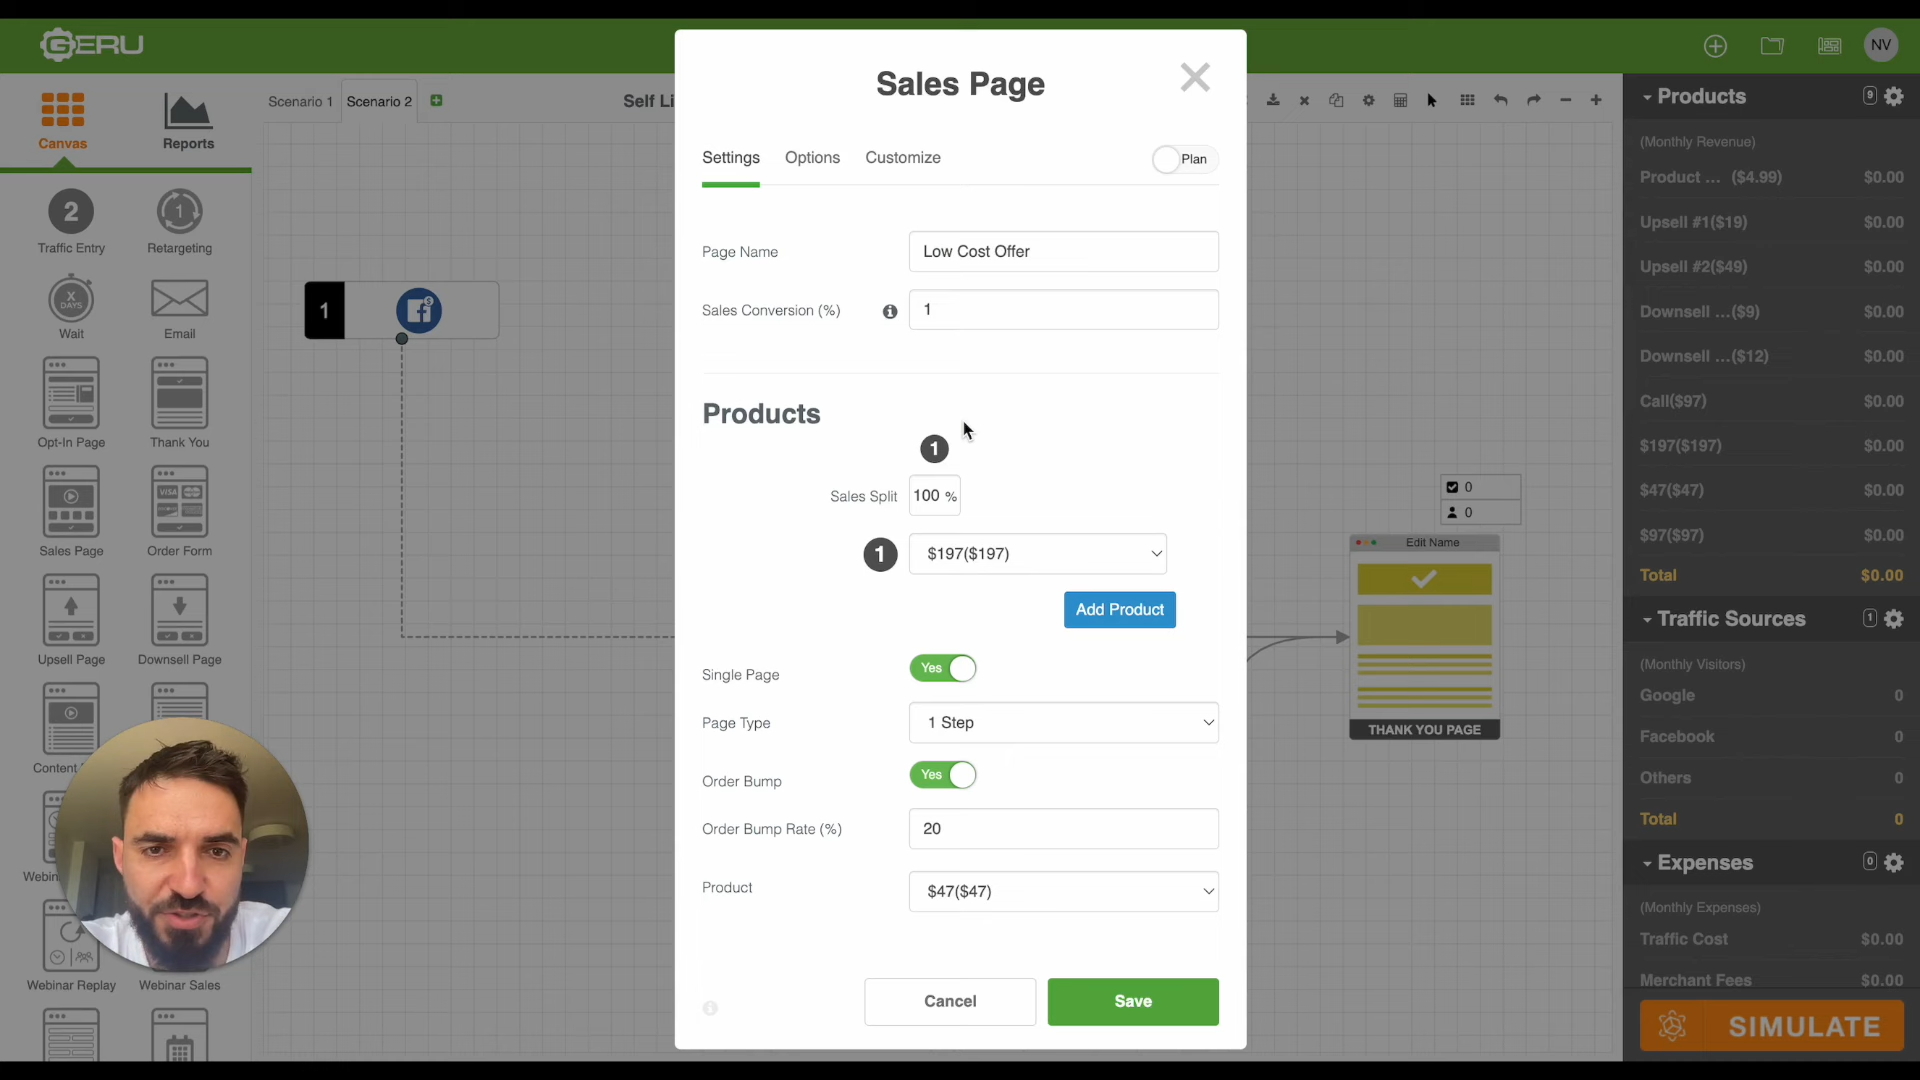 GERU
NV
Canvas
Reports
Scenario 1
Scenario 2
Self Li
2
Traffic Entry
1
Retargeting
X
DAYS
Wait
Email
Opt-In Page
Thank You
Sales Page
VISA
Order Form
Upsell Page
Downsell Page
Content
Webin
Webinar Replay
Webinar Sales
1
Sales Page
Settings
Options
Customize
Plan
Page Name
Low Cost Offer
Sales Conversion (%)
1
Products
1
Sales Split
100 %
1
$197($197)
Add Product
Single Page
Yes
Page Type
1 Step
Order Bump
Yes
Order Bump Rate (%)
20
Product
$47($47)
Cancel
Save
0
0
Edit Name
THANK YOU PAGE
Products
9
(Monthly Revenue)
Product ... ($4.99) $0.00
Upsell #1($19) $0.00
Upsell #2($49) $0.00
Downsell ...($9) $0.00
Downsell ...($12) $0.00
Call($97) $0.00
$197($197) $0.00
$47($47) $0.00
$97($97) $0.00
Total $0.00
Traffic Sources
1
(Monthly Visitors)
Google 0
Facebook 0
Others 0
Total 0
Expenses
0
(Monthly Expenses)
Traffic Cost $0.00
Merchant Fees $0.00
SIMULATE